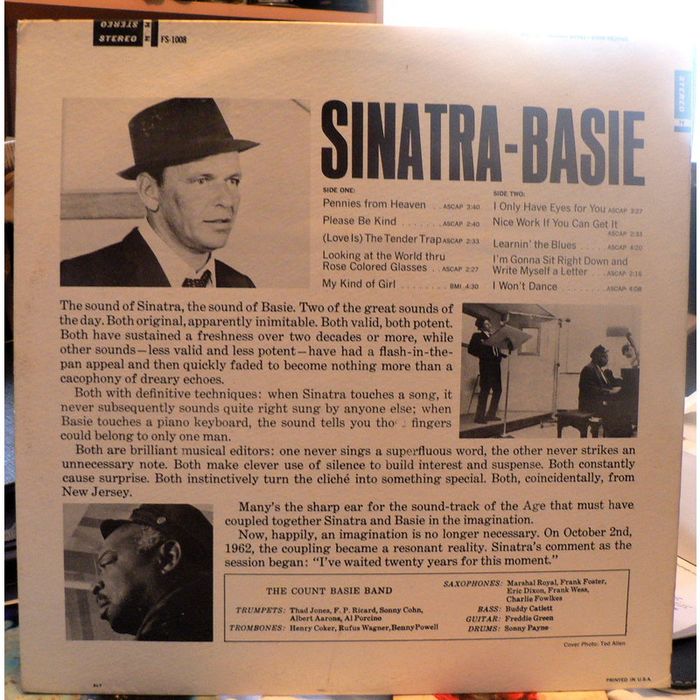 STEREO
STEREO
FS-1008
STEREO
SINATRA-BASIE
SIDE ONE:
Pennies from Heaven . . ASCAP 3:40
Please Be Kind . . . . . . . ASCAP 2:40
(Love Is) The Tender Trap ASCAP 2:33
Looking at the World thru
Rose Colored Glasses . . ASCAP 2:27
My Kind of Girl . . . . . . . . BMI 4:30
SIDE TWO:
I Only Have Eyes for You ASCAP 3:27
Nice Work If You Can Get It
ASCAP 2:33
Learnin' the Blues . . . . . ASCAP 4:20
I'm Gonna Sit Right Down and
Write Myself a Letter . . . ASCAP 2:16
I Won't Dance . . . . . . . . ASCAP 4:08
The sound of Sinatra, the sound of Basie. Two of the great sounds of
the day. Both original, apparently inimitable. Both valid, both potent.
Both have sustained a freshness over two decades or more, while
other sounds—less valid and less potent—have had a flash-in-the-
pan appeal and then quickly faded to become nothing more than a
cacophony of dreary echoes.
Both with definitive techniques: when Sinatra touches a song, it
never subsequently sounds quite right sung by anyone else; when
Basie touches a piano keyboard, the sound tells you fingers
could belong to only one man.
Both are brilliant musical editors: one never sings a superfluous word, the other never strikes an
unnecessary note. Both make clever use of silence to build interest and suspense. Both constantly
cause surprise. Both instinctively turn the cliché into something special. Both, coincidentally, from
New Jersey.
Many's the sharp ear for the sound-track of the Age that must have
coupled together Sinatra and Basie in the imagination.
Now, happily, an imagination is no longer necessary. On October 2nd,
1962, the coupling became a resonant reality. Sinatra's comment as the
session began: "I've waited twenty years for this moment."
THE COUNT BASIE BAND
TRUMPETS: Thad Jones, F. P. Ricard, Sonny Cohn,
Albert Aarons, Al Porcino
TROMBONES: Henry Coker, Rufus Wagner, Benny Powell
SAXOPHONES: Marshal Royal, Frank Foster,
Eric Dixon, Frank Wess,
Charlie Fowlkes
BASS: Buddy Catlett
GUITAR: Freddie Green
DRUMS: Sonny Payne
Cover Photo: Ted Allen
PRINTED IN U.S.A.